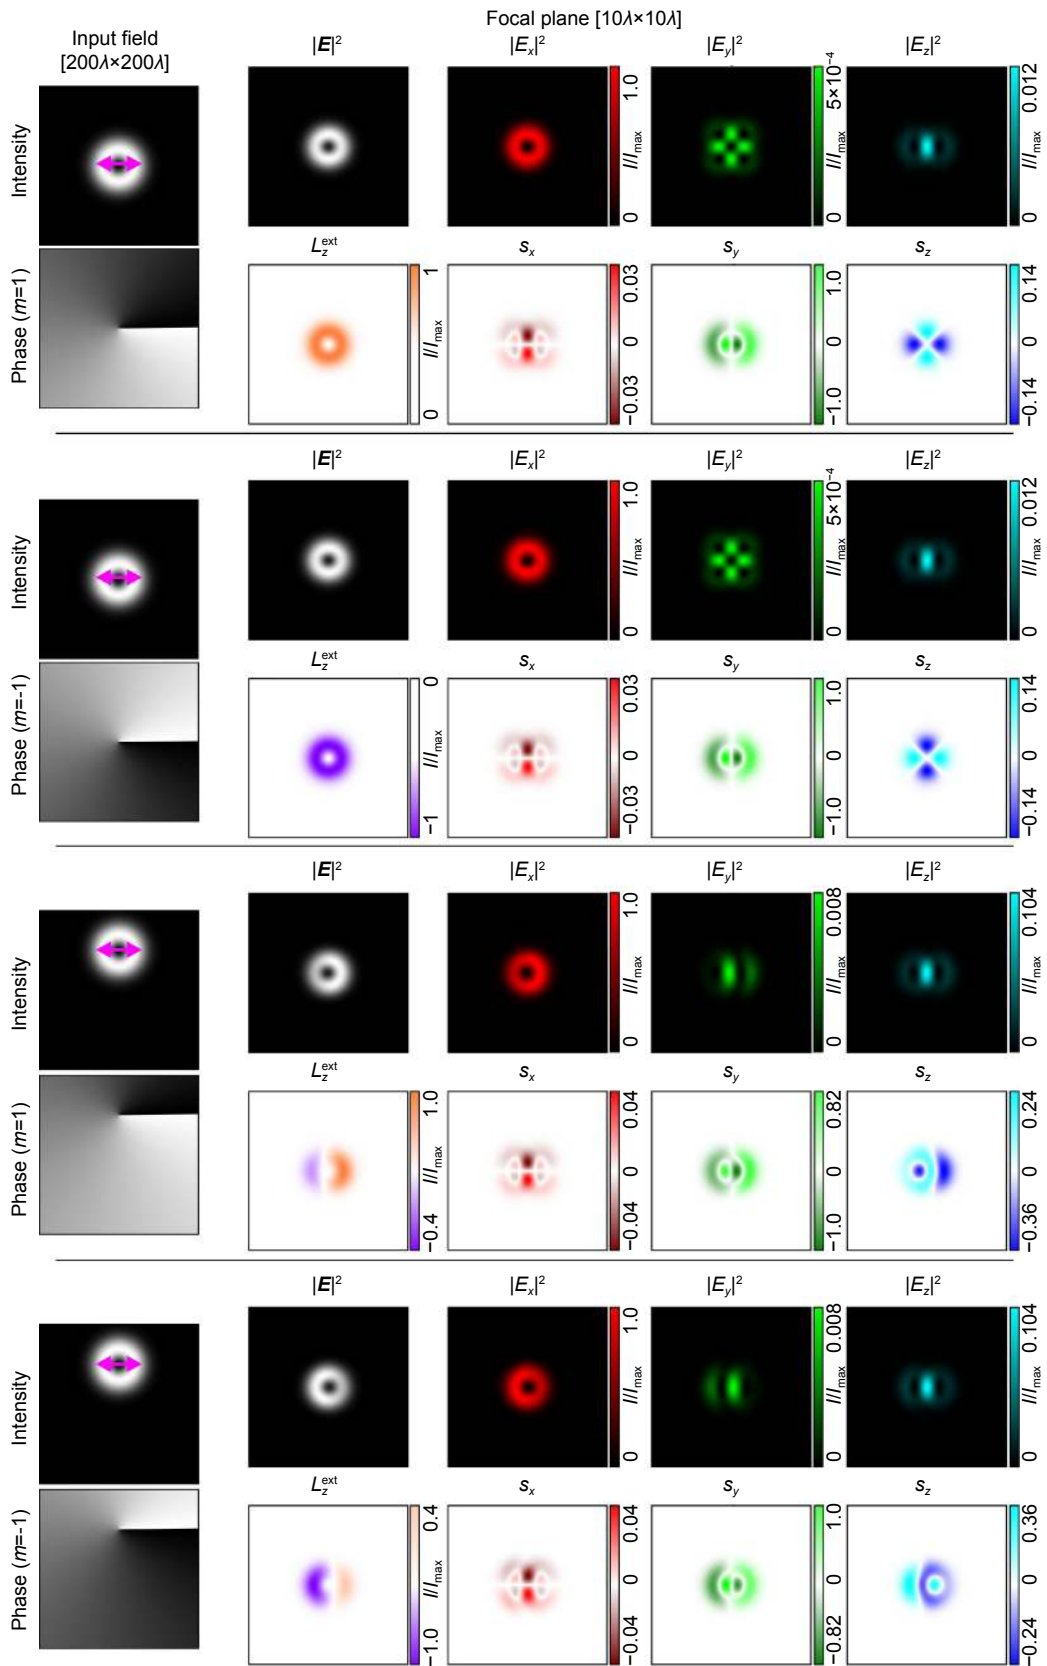 Focal plane [10λ×10λ]
Input field
[200λ×200λ]
|E|² |Ex|² |Ey|² |Ez|²
Intensity
0 I/Imax 1.0
0 I/Imax 5×10⁻⁴
0 I/Imax 0.012
Lz^ext sx sy sz
Phase (m=1)
0 I/Imax 1
−0.03 0 0.03
−1.0 0 1.0
−0.14 0 0.14
|E|² |Ex|² |Ey|² |Ez|²
Intensity
0 I/Imax 1.0
0 I/Imax 5×10⁻⁴
0 I/Imax 0.012
Lz^ext sx sy sz
Phase (m=-1)
−1 I/Imax 0
−0.03 0 0.03
−1.0 0 1.0
−0.14 0 0.14
|E|² |Ex|² |Ey|² |Ez|²
Intensity
0 I/Imax 1.0
0 I/Imax 0.008
0 I/Imax 0.104
Lz^ext sx sy sz
Phase (m=1)
−0.4 I/Imax 1.0
−0.04 0 0.04
−1.0 0 0.82
−0.36 0 0.24
|E|² |Ex|² |Ey|² |Ez|²
Intensity
0 I/Imax 1.0
0 I/Imax 0.008
0 I/Imax 0.104
Lz^ext sx sy sz
Phase (m=-1)
−1.0 I/Imax 0.4
−0.04 0 0.04
−0.82 0 1.0
−0.24 0 0.36